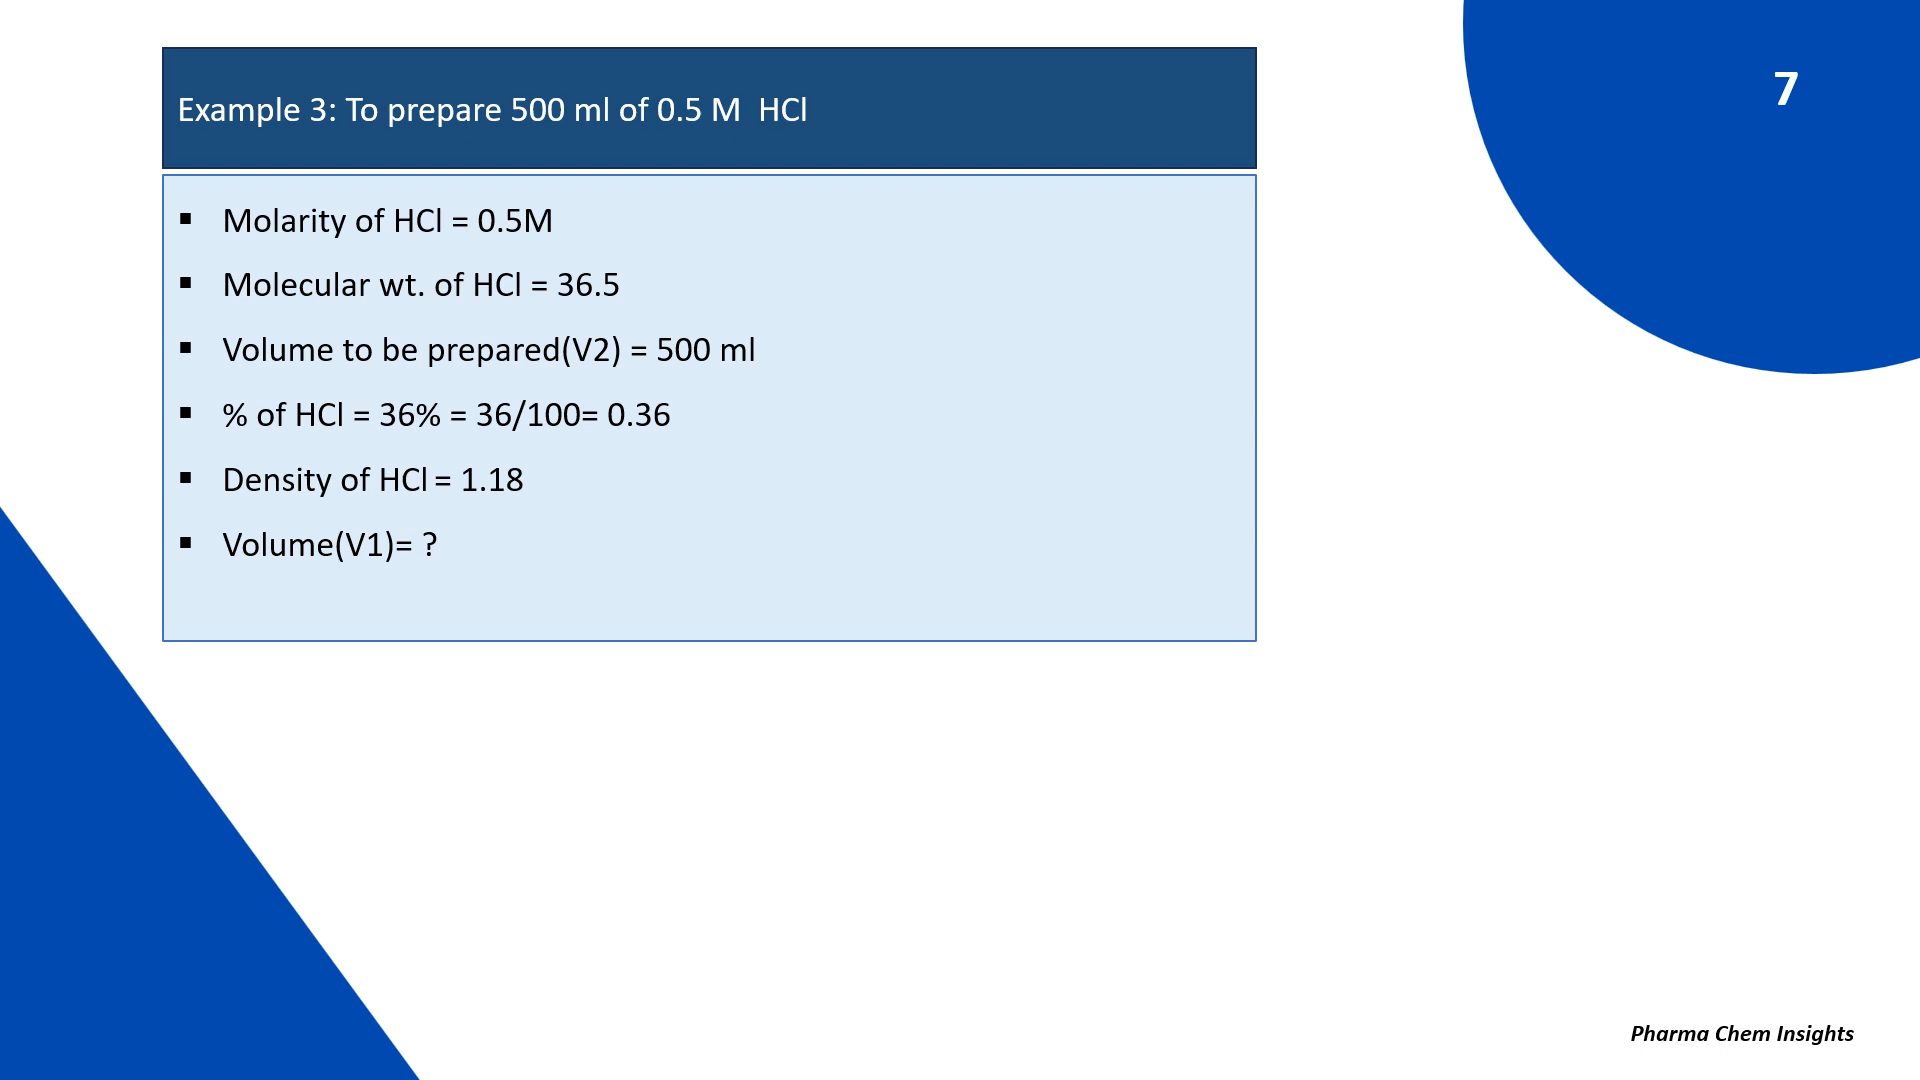 7
Example 3: To prepare 500 ml of 0.5 M  HCl
▪ Molarity of HCl = 0.5M
▪ Molecular wt. of HCl = 36.5
▪ Volume to be prepared(V2) = 500 ml
▪ % of HCl = 36% = 36/100= 0.36
▪ Density of HCl = 1.18
▪ Volume(V1)= ?
Pharma Chem Insights